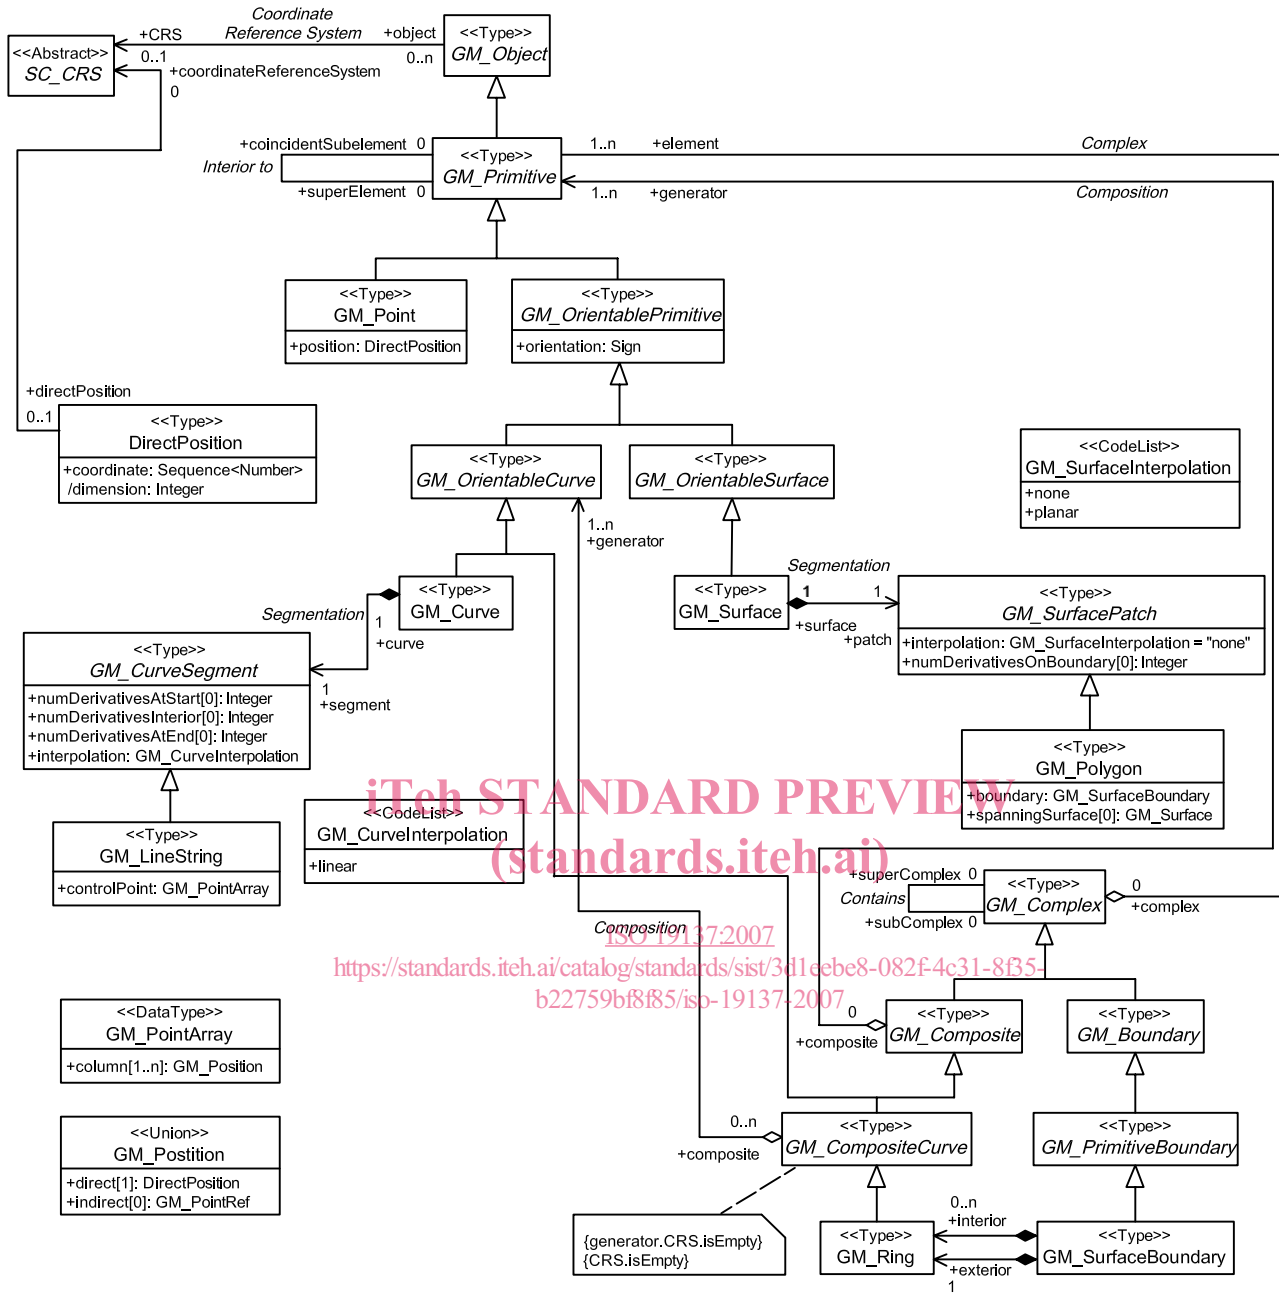 Coordinate
Reference System
+CRS
0..1
+object
0..n
<<Abstract>>
SC_CRS
<<Type>>
GM_Object
+coordinateReferenceSystem
0
+coincidentSubelement 0
Interior to
+superElement 0
<<Type>>
GM_Primitive
1..n +element
Complex
1..n +generator
Composition
<<Type>>
GM_Point
+position: DirectPosition
<<Type>>
GM_OrientablePrimitive
+orientation: Sign
+directPosition
0..1
<<Type>>
DirectPosition
+coordinate: Sequence<Number>
/dimension: Integer
<<Type>>
GM_OrientableCurve
<<Type>>
GM_OrientableSurface
<<CodeList>>
GM_SurfaceInterpolation
+none
+planar
1..n
+generator
Segmentation
<<Type>>
GM_Curve
1
+curve
<<Type>>
GM_Surface
Segmentation
1
1
+surface
+patch
<<Type>>
GM_SurfacePatch
+interpolation: GM_SurfaceInterpolation = "none"
+numDerivativesOnBoundary[0]: Integer
<<Type>>
GM_CurveSegment
+numDerivativesAtStart[0]: Integer
+numDerivativesInterior[0]: Integer
+numDerivativesAtEnd[0]: Integer
+interpolation: GM_CurveInterpolation
1
+segment
<<Type>>
GM_Polygon
+boundary: GM_SurfaceBoundary
+spanningSurface[0]: GM_Surface
iTeh STANDARD PREVIEW
(standards.iteh.ai)
<<Type>>
GM_LineString
+controlPoint: GM_PointArray
<<CodeList>>
GM_CurveInterpolation
+linear
+superComplex 0
Contains
+subComplex 0
<<Type>>
GM_Complex
0
+complex
Composition
ISO 19137:2007
https://standards.iteh.ai/catalog/standards/sist/3d1eebe8-082f-4c31-8f35-
b22759bf8f85/iso-19137-2007
<<DataType>>
GM_PointArray
+column[1..n]: GM_Position
0
+composite
<<Type>>
GM_Composite
<<Type>>
GM_Boundary
<<Union>>
GM_Postition
+direct[1]: DirectPosition
+indirect[0]: GM_PointRef
0..n
+composite
<<Type>>
GM_CompositeCurve
<<Type>>
GM_PrimitiveBoundary
{generator.CRS.isEmpty}
{CRS.isEmpty}
<<Type>>
GM_Ring
0..n
+interior
+exterior
1
<<Type>>
GM_SurfaceBoundary